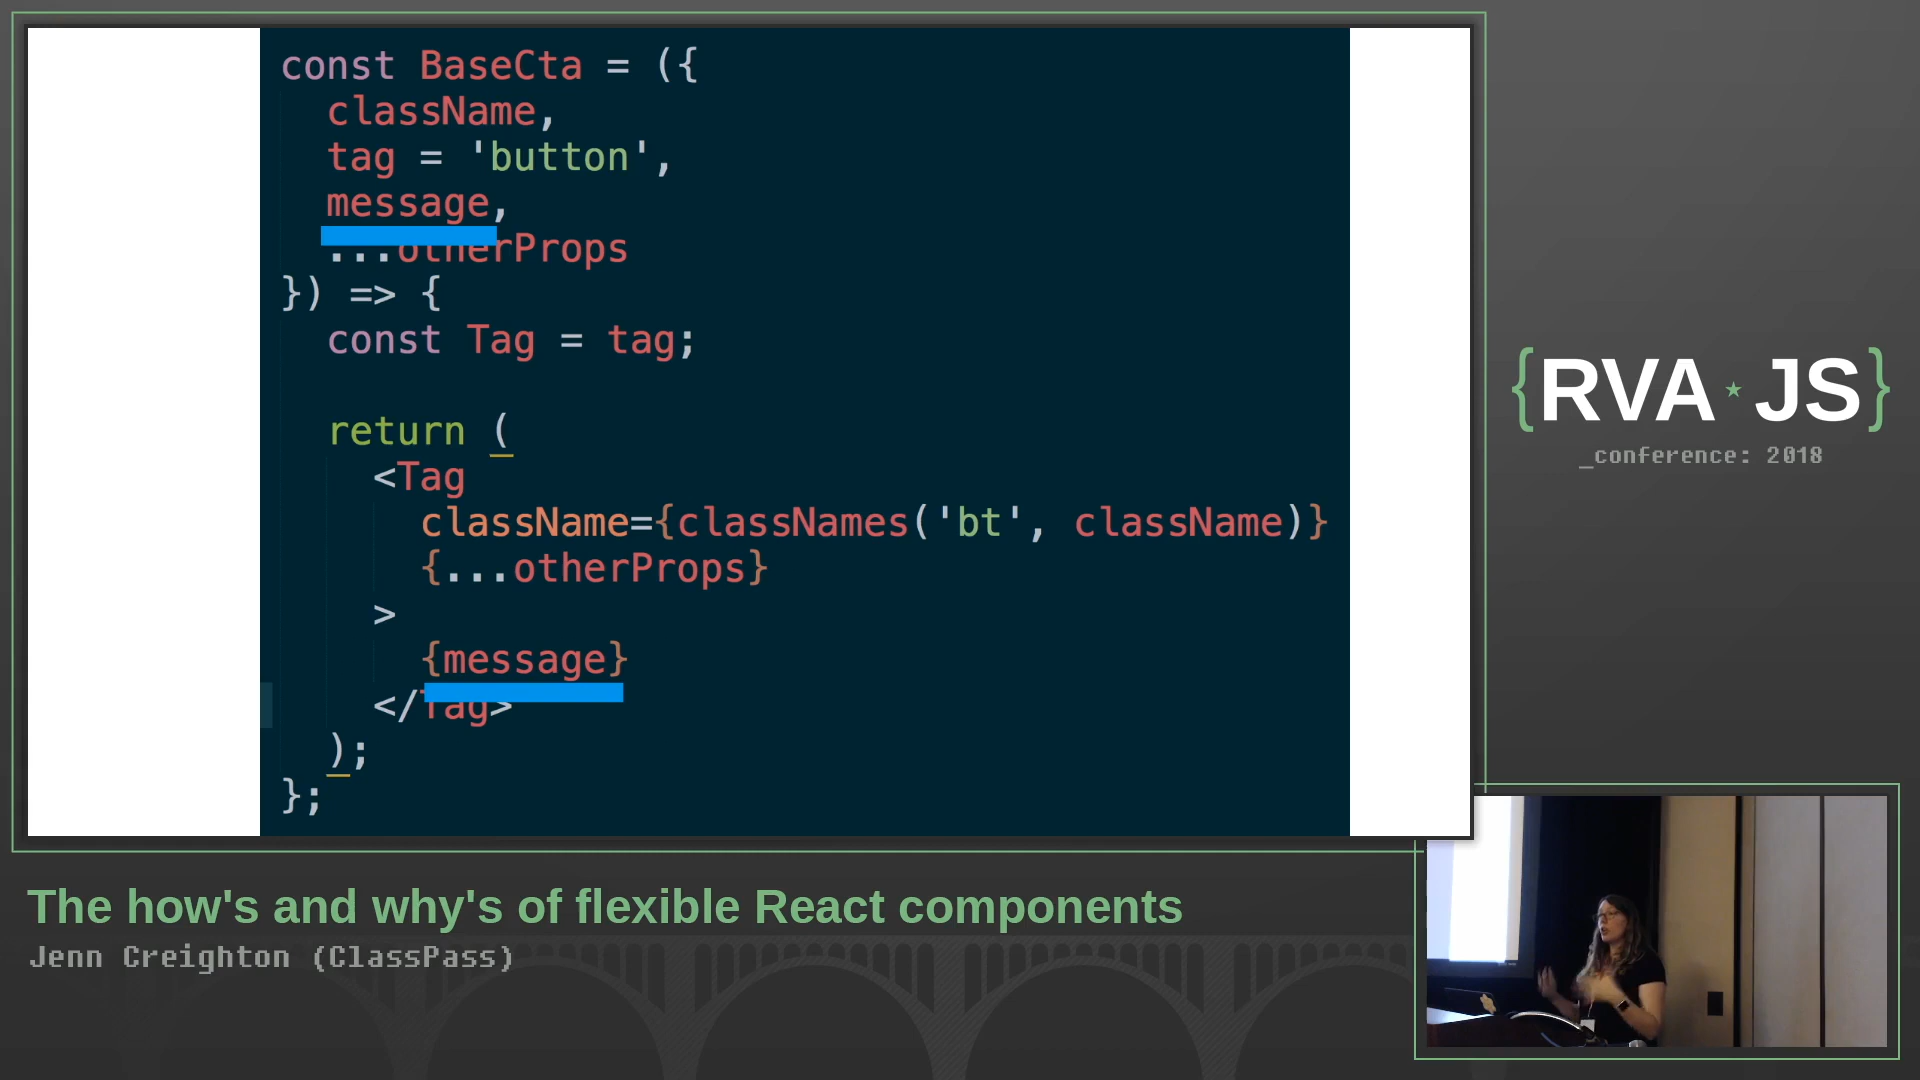 const BaseCta = ({
className,
tag = 'button',
message,
...otherProps
}) => {
const Tag = tag;
return (
<Tag
className={classNames('bt', className)}
{...otherProps}
>
{message}
</Tag>
);
};
{RVA★JS}
_conference: 2018
The how's and why's of flexible React components
Jenn Creighton (ClassPass)